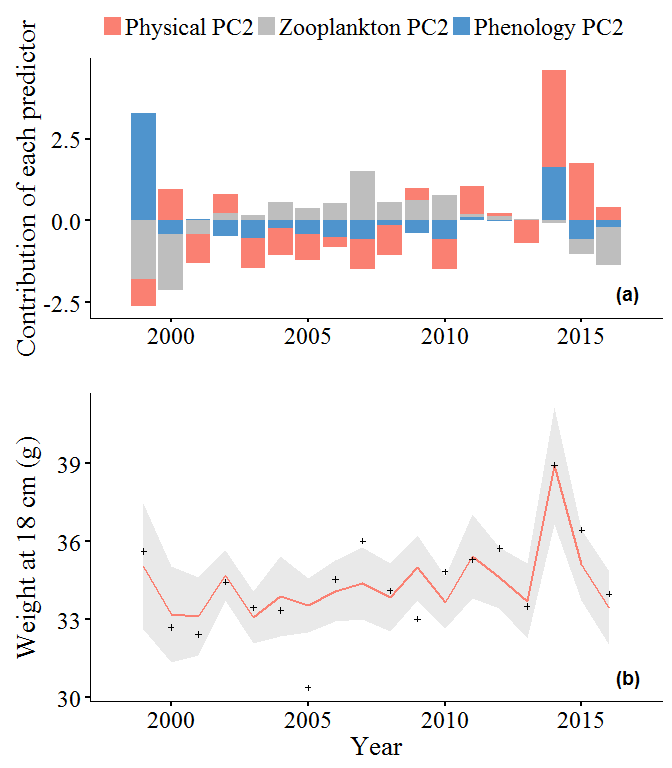 Physical PC2 Zooplankton PC2 Phenology PC2
Contribution of each predictor
2.5
0.0
-2.5
(a)
2000 2005 2010 2015
Weight at 18 cm (g)
39
36
33
30
(b)
2000 2005 2010 2015
Year